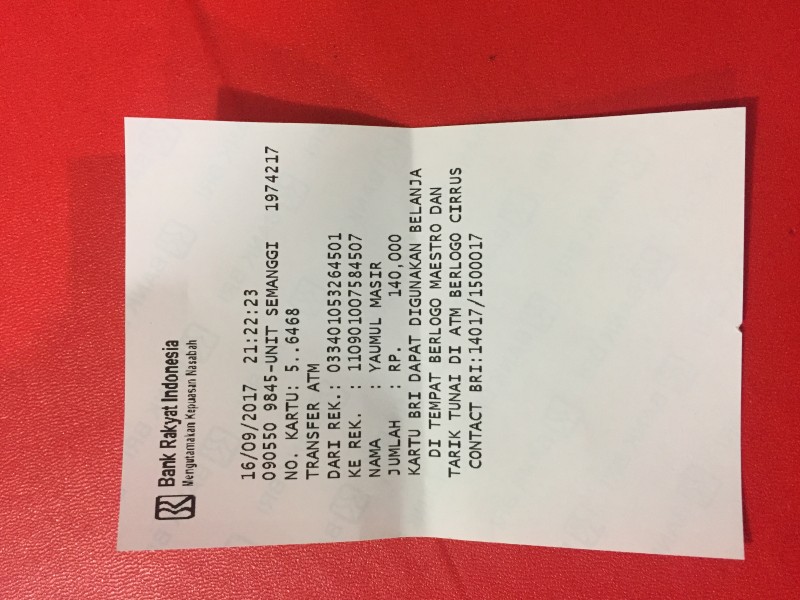 Bank Rakyat Indonesia
Mengutamakan Kepuasan Nasabah
16/09/2017 21:22:23
090550 9845-UNIT SEMANGGI 1974217
NO. KARTU: 5..6468
TRANSFER ATM
DARI REK.: 033401053264501
KE REK. : 110901007584507
NAMA : YAUMUL MASIR
JUMLAH : RP. 140,000
KARTU BRI DAPAT DIGUNAKAN BELANJA
DI TEMPAT BERLOGO MAESTRO DAN
TARIK TUNAI DI ATM BERLOGO CIRRUS
CONTACT BRI:14017/1500017